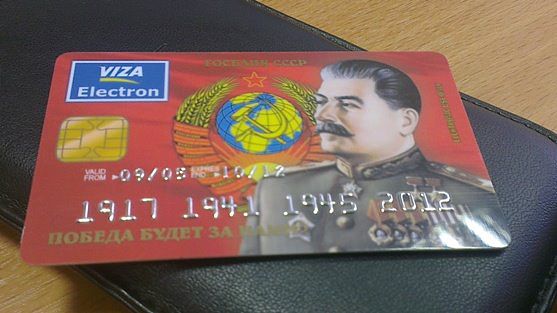 VIZA
Electron
ГОСБАНК СССР
VALID FROM
09/05
EXPIRES END
10/12
1917 1941 1945 2012
ПОБЕДА БУДЕТ ЗА